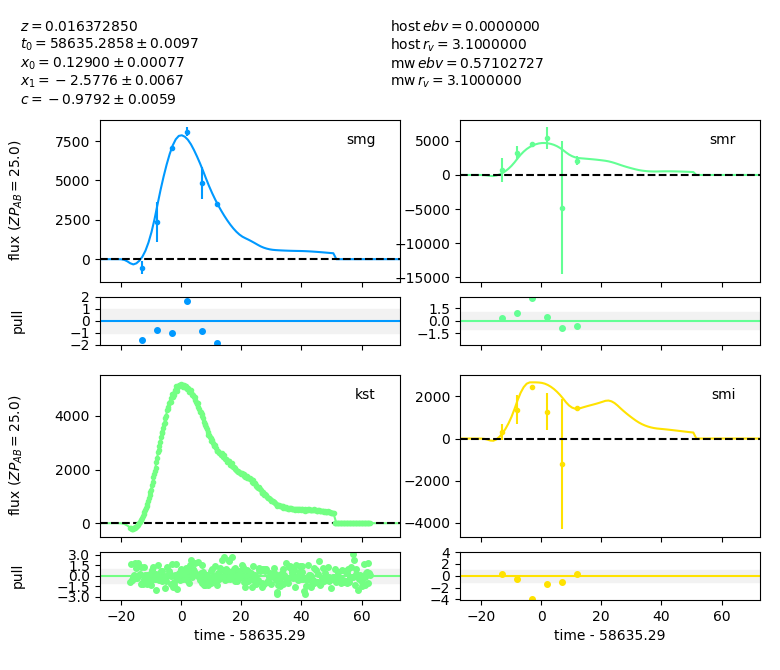 z = 0.016372850
t0 = 58635.2858 ± 0.0097
x0 = 0.12900 ± 0.00077
x1 = −2.5776 ± 0.0067
c = −0.9792 ± 0.0059
host ebv = 0.0000000
host rv = 3.1000000
mw ebv = 0.57102727
mw rv = 3.1000000
flux (ZPAB = 25.0)
7500
5000
2500
0
smg
5000
0
−5000
−10000
−15000
smr
pull
2
1
0
−1
−2
1.5
0.0
−1.5
flux (ZPAB = 25.0)
4000
2000
0
kst
2000
0
−2000
−4000
smi
pull
3.0
1.5
0.0
−1.5
−3.0
4
2
0
−2
−4
−20 0 20 40 60
−20 0 20 40 60
time - 58635.29
time - 58635.29